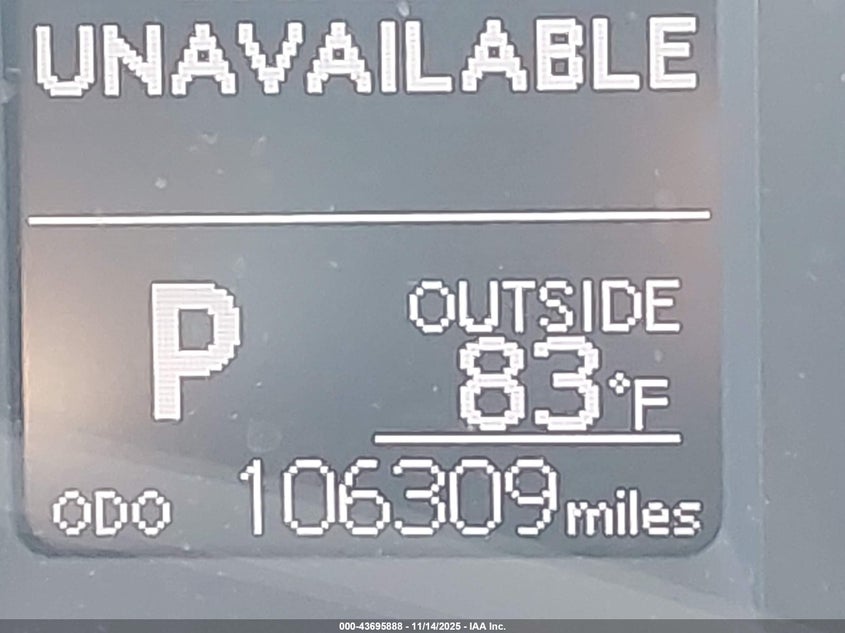 UNAVAILABLE
P
OUTSIDE
83°F
ODO 106309 miles
000-43695888 - 11/14/2025 - IAA Inc.